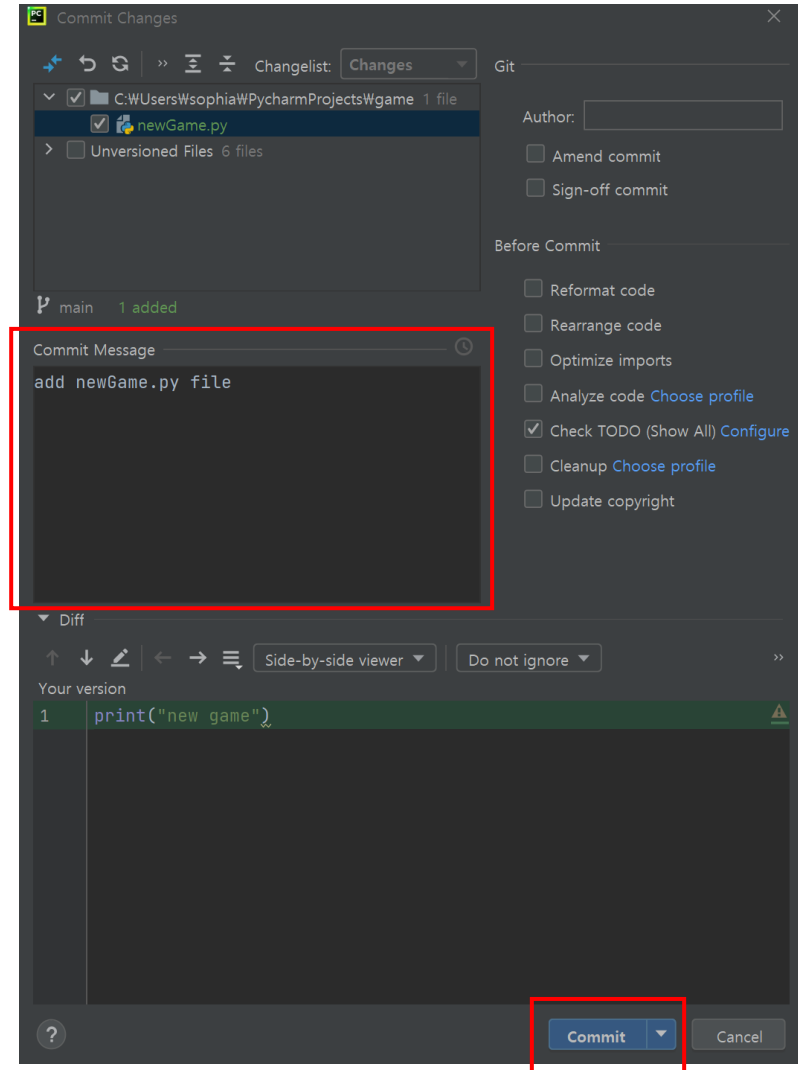 PC
Commit Changes
Changelist: Changes
C:₩Users₩sophia₩PycharmProjects₩game 1 file
newGame.py
Unversioned Files 6 files
main 1 added
Commit Message
add newGame.py file
Git
Author:
Amend commit
Sign-off commit
Before Commit
Reformat code
Rearrange code
Optimize imports
Analyze code Choose profile
Check TODO (Show All) Configure
Cleanup Choose profile
Update copyright
Diff
Side-by-side viewer Do not ignore
Your version
1 print("new game")
? Commit Cancel